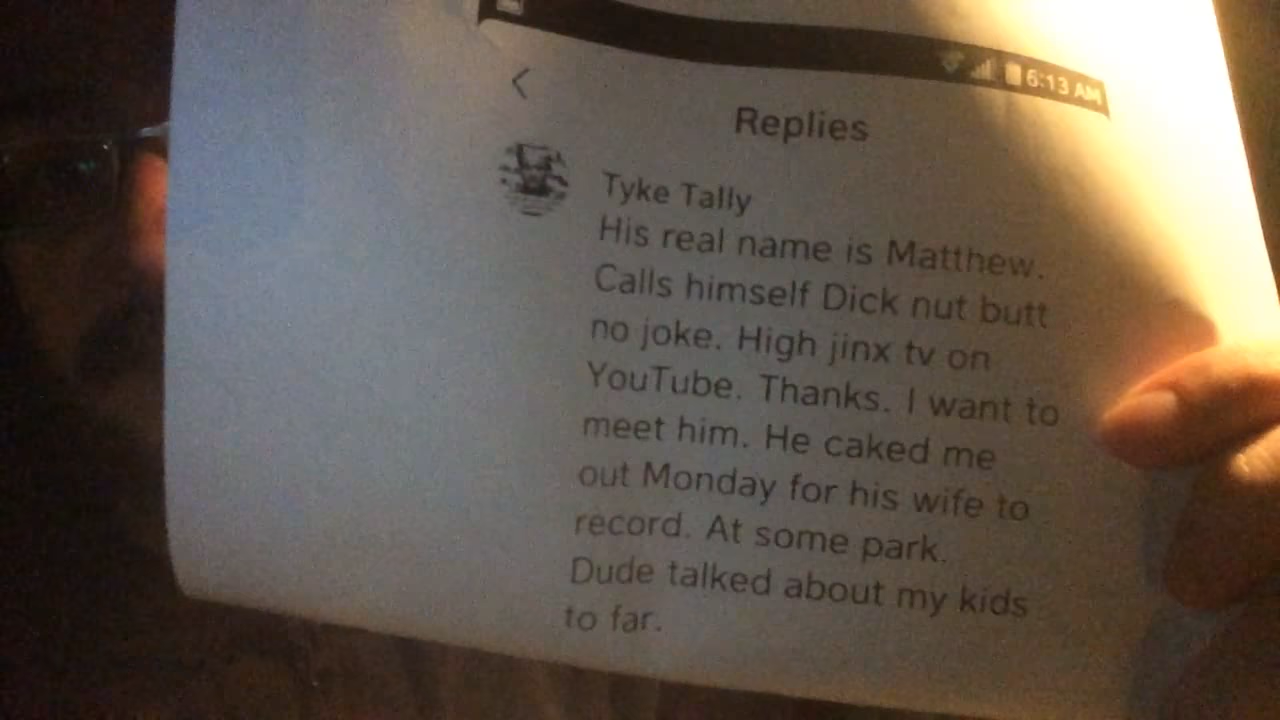 6:13 AM
Replies
Tyke Tally
His real name is Matthew.
Calls himself Dick nut butt
no joke. High jinx tv on
YouTube. Thanks. I want to
meet him. He caked me
out Monday for his wife to
record. At some park.
Dude talked about my kids
to far.